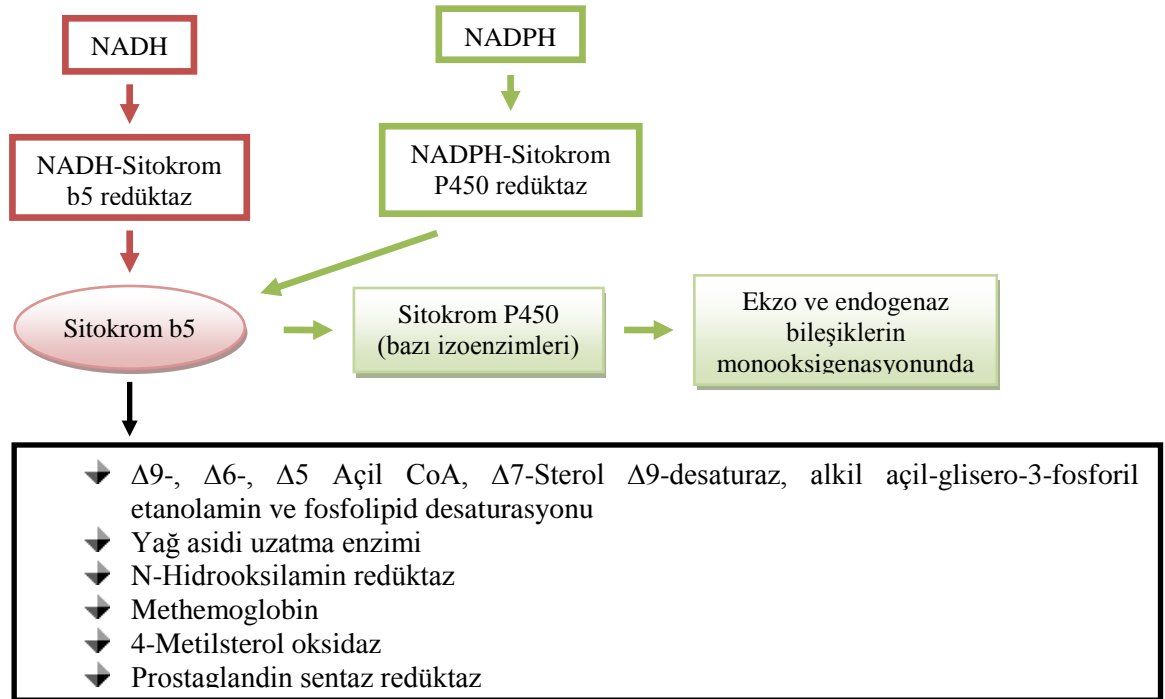 NADH
NADPH
NADH-Sitokrom
b5 redüktaz
NADPH-Sitokrom
P450 redüktaz
Sitokrom b5
Sitokrom P450
(bazı izoenzimleri)
Ekzo ve endogenaz
bileşiklerin
monooksigenasyonunda
Δ9-, Δ6-, Δ5 Açil CoA, Δ7-Sterol Δ9-desaturaz, alkil açil-glisero-3-fosforil
etanolamin ve fosfolipid desaturasyonu
Yağ asidi uzatma enzimi
N-Hidrooksilamin redüktaz
Methemoglobin
4-Metilsterol oksidaz
Prostaglandin sentaz redüktaz